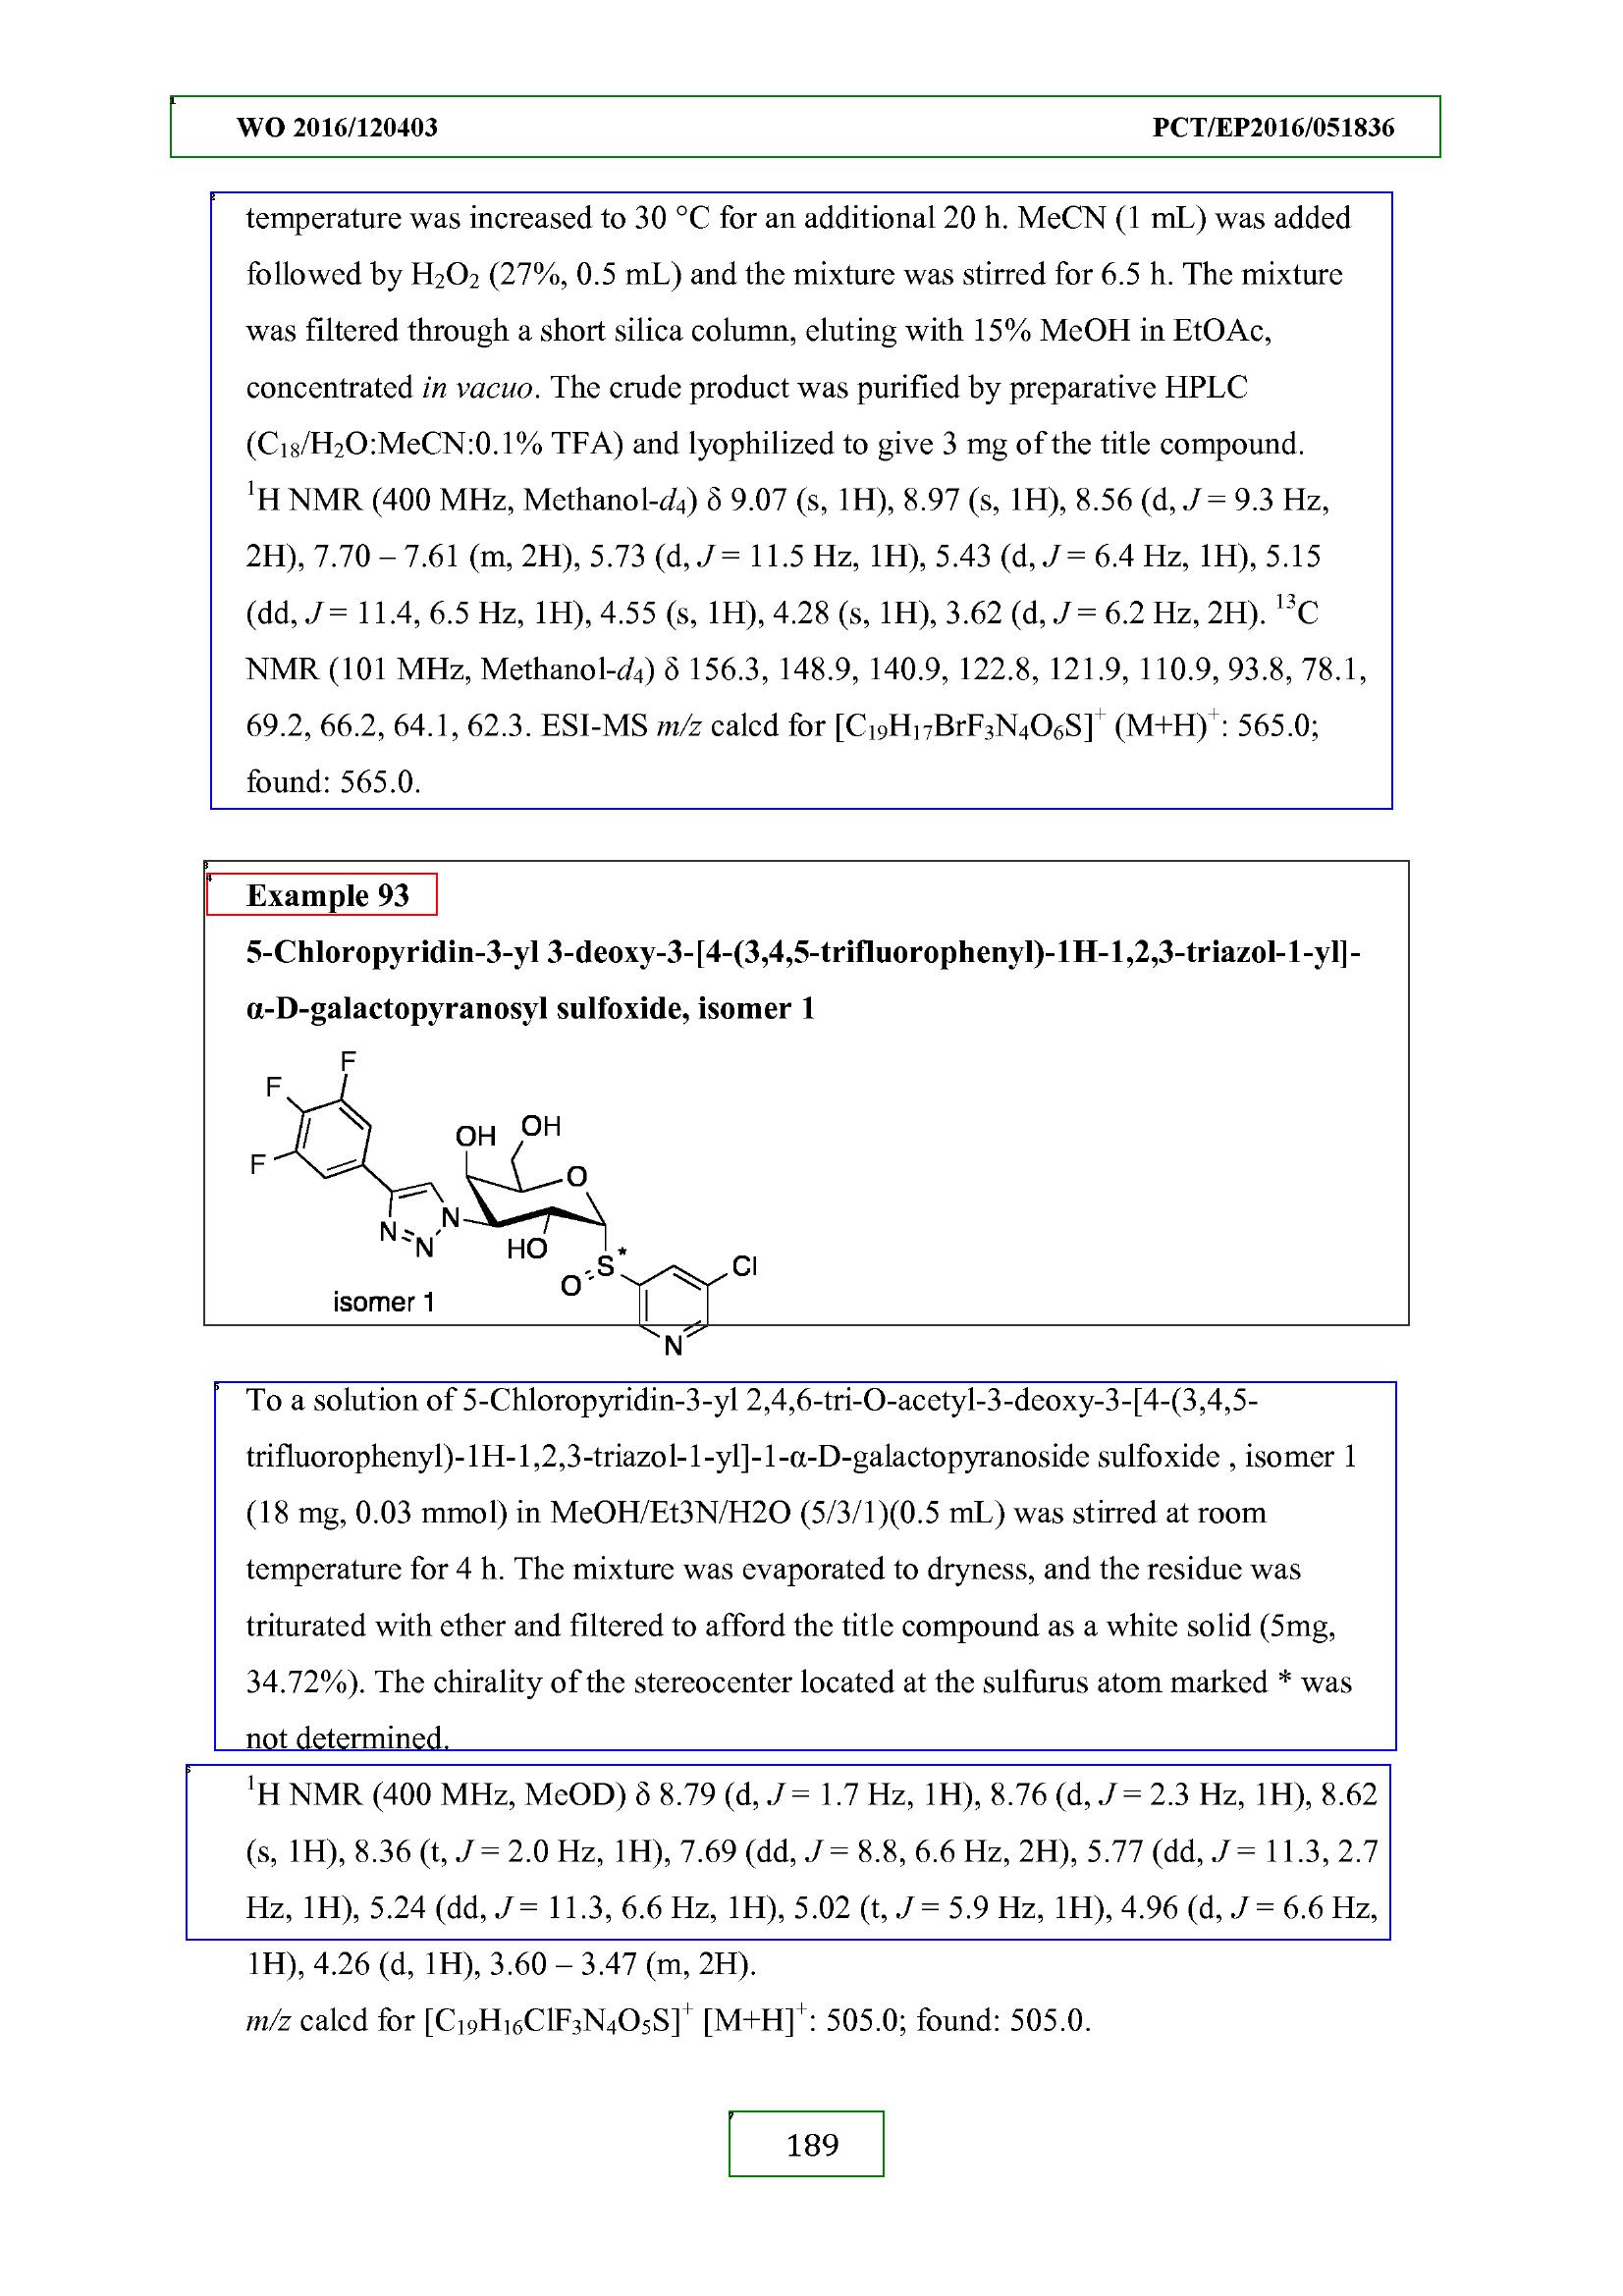 WO 2016/120403 PCT/EP2016/051836
temperature was increased to 30 °C for an additional 20 h. MeCN (1 mL) was added
followed by H₂O₂ (27%, 0.5 mL) and the mixture was stirred for 6.5 h. The mixture
was filtered through a short silica column, eluting with 15% MeOH in EtOAc,
concentrated in vacuo. The crude product was purified by preparative HPLC
(C₁₈/H₂O:MeCN:0.1% TFA) and lyophilized to give 3 mg of the title compound.
¹H NMR (400 MHz, Methanol-d₄) δ 9.07 (s, 1H), 8.97 (s, 1H), 8.56 (d, J = 9.3 Hz,
2H), 7.70 – 7.61 (m, 2H), 5.73 (d, J = 11.5 Hz, 1H), 5.43 (d, J = 6.4 Hz, 1H), 5.15
(dd, J = 11.4, 6.5 Hz, 1H), 4.55 (s, 1H), 4.28 (s, 1H), 3.62 (d, J = 6.2 Hz, 2H). ¹³C
NMR (101 MHz, Methanol-d₄) δ 156.3, 148.9, 140.9, 122.8, 121.9, 110.9, 93.8, 78.1,
69.2, 66.2, 64.1, 62.3. ESI-MS m/z calcd for [C₁₉H₁₇BrF₃N₄O₆S]⁺ (M+H)⁺: 565.0;
found: 565.0.
Example 93
5-Chloropyridin-3-yl 3-deoxy-3-[4-(3,4,5-trifluorophenyl)-1H-1,2,3-triazol-1-yl]-
α-D-galactopyranosyl sulfoxide, isomer 1
F
F
OH
OH
F
O
N
N
N
HO
S
*
Cl
O
isomer 1
N
To a solution of 5-Chloropyridin-3-yl 2,4,6-tri-O-acetyl-3-deoxy-3-[4-(3,4,5-
trifluorophenyl)-1H-1,2,3-triazol-1-yl]-1-α-D-galactopyranoside sulfoxide , isomer 1
(18 mg, 0.03 mmol) in MeOH/Et3N/H2O (5/3/1)(0.5 mL) was stirred at room
temperature for 4 h. The mixture was evaporated to dryness, and the residue was
triturated with ether and filtered to afford the title compound as a white solid (5mg,
34.72%). The chirality of the stereocenter located at the sulfurus atom marked * was
not determined.
¹H NMR (400 MHz, MeOD) δ 8.79 (d, J = 1.7 Hz, 1H), 8.76 (d, J = 2.3 Hz, 1H), 8.62
(s, 1H), 8.36 (t, J = 2.0 Hz, 1H), 7.69 (dd, J = 8.8, 6.6 Hz, 2H), 5.77 (dd, J = 11.3, 2.7
Hz, 1H), 5.24 (dd, J = 11.3, 6.6 Hz, 1H), 5.02 (t, J = 5.9 Hz, 1H), 4.96 (d, J = 6.6 Hz,
1H), 4.26 (d, 1H), 3.60 – 3.47 (m, 2H).
m/z calcd for [C₁₉H₁₆ClF₃N₄O₅S]⁺ [M+H]⁺: 505.0; found: 505.0.
189